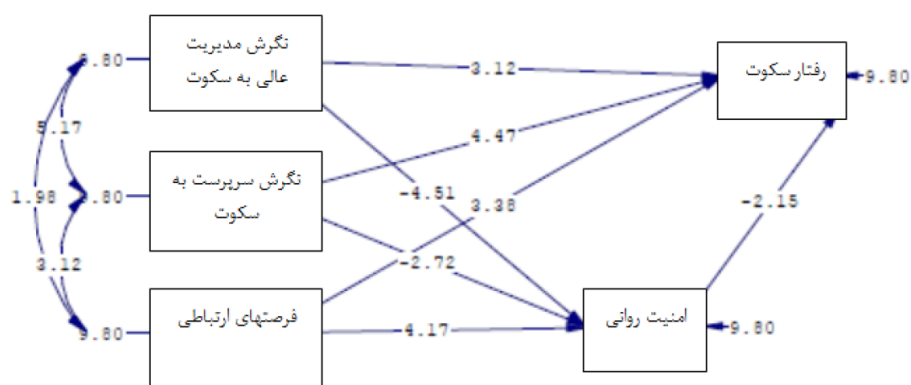 نگرش مدیریت
عالی به سکوت
رفتار سکوت
نگرش سرپرست به
سکوت
فرصتهای ارتباطی
امنیت روانی
9.80
3.12
9.80
5.17
4.47
9.80
1.98
-4.51
3.38
-2.15
3.12
-2.72
9.80
4.17
9.80